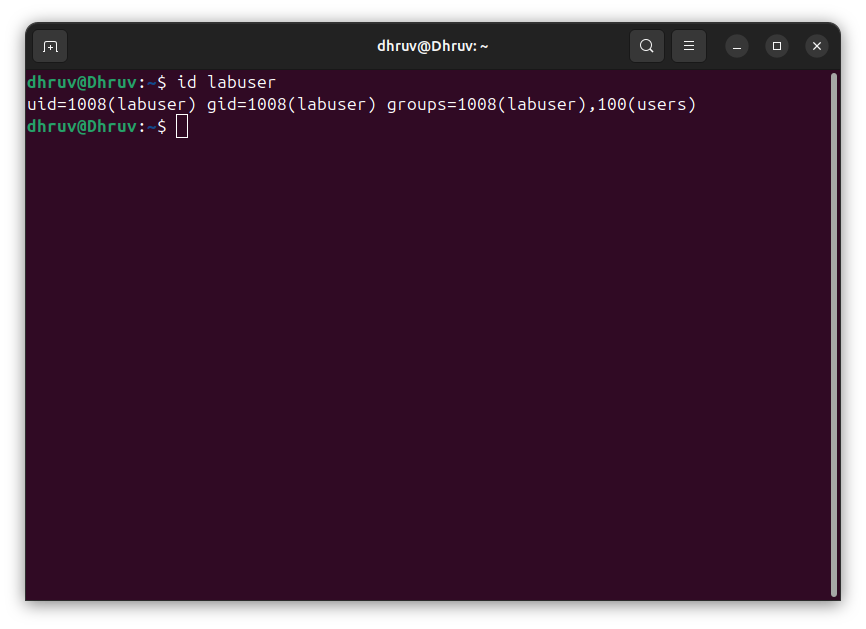 dhruv@Dhruv: ~
dhruv@Dhruv:~$ id labuser
uid=1008(labuser) gid=1008(labuser) groups=1008(labuser),100(users)
dhruv@Dhruv:~$